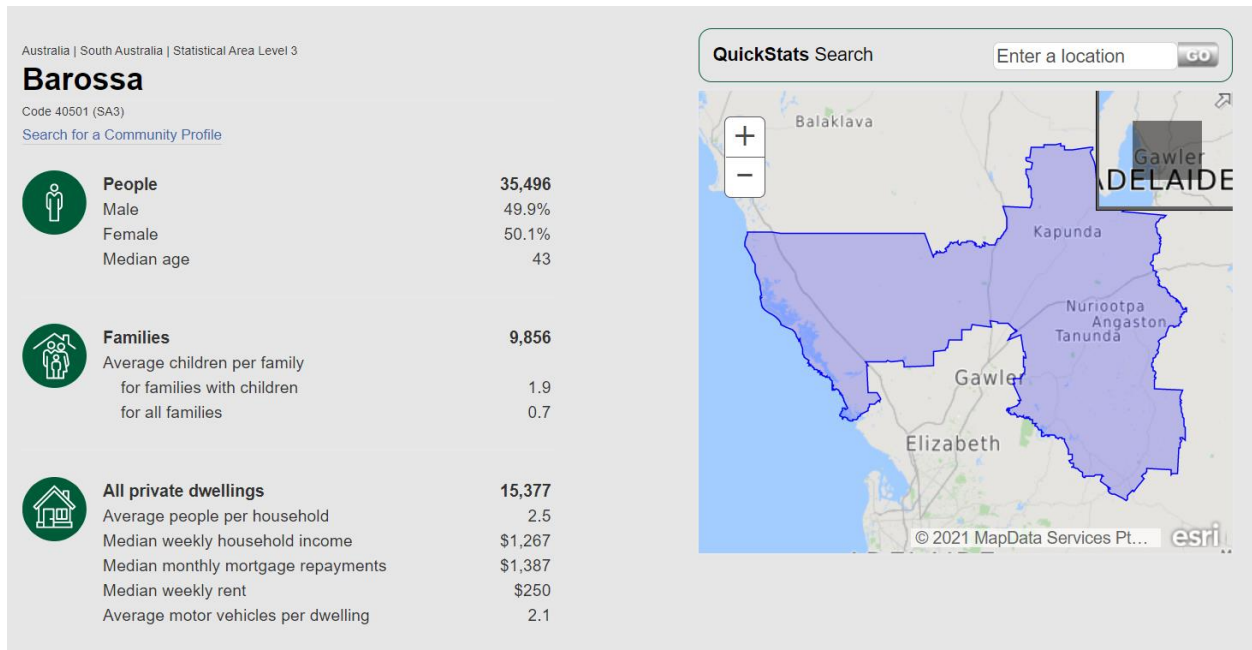 Australia | South Australia | Statistical Area Level 3
Barossa
Code 40501 (SA3)
Search for a Community Profile
People 35,496
Male 49.9%
Female 50.1%
Median age 43
Families 9,856
Average children per family
for families with children 1.9
for all families 0.7
All private dwellings 15,377
Average people per household 2.5
Median weekly household income $1,267
Median monthly mortgage repayments $1,387
Median weekly rent $250
Average motor vehicles per dwelling 2.1
QuickStats Search Enter a location GO
+
−
Balaklava
Gawler
ADELAIDE
Kapunda
Nuriootpa
Angaston
Tanunda
Gawler
Elizabeth
© 2021 MapData Services Pt...
esri